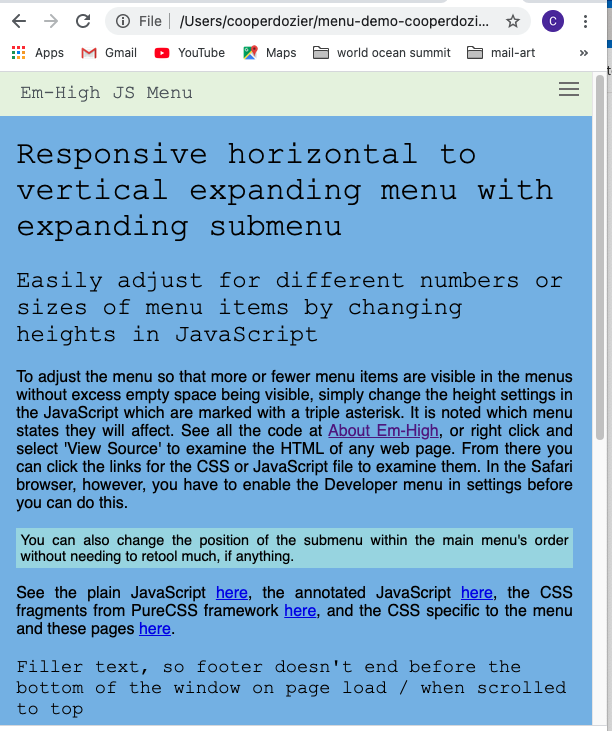 File | /Users/cooperdozier/menu-demo-cooperdozi...
C
Apps Gmail YouTube Maps world ocean summit mail-art »
Em-High JS Menu
Responsive horizontal to
vertical expanding menu with
expanding submenu
Easily adjust for different numbers or
sizes of menu items by changing
heights in JavaScript
To adjust the menu so that more or fewer menu items are visible in the menus
without excess empty space being visible, simply change the height settings in
the JavaScript which are marked with a triple asterisk. It is noted which menu
states they will affect. See all the code at About Em-High, or right click and
select 'View Source' to examine the HTML of any web page. From there you
can click the links for the CSS or JavaScript file to examine them. In the Safari
browser, however, you have to enable the Developer menu in settings before
you can do this.
You can also change the position of the submenu within the main menu's order
without needing to retool much, if anything.
See the plain JavaScript here, the annotated JavaScript here, the CSS
fragments from PureCSS framework here, and the CSS specific to the menu
and these pages here.
Filler text, so footer doesn't end before the
bottom of the window on page load / when scrolled
to top